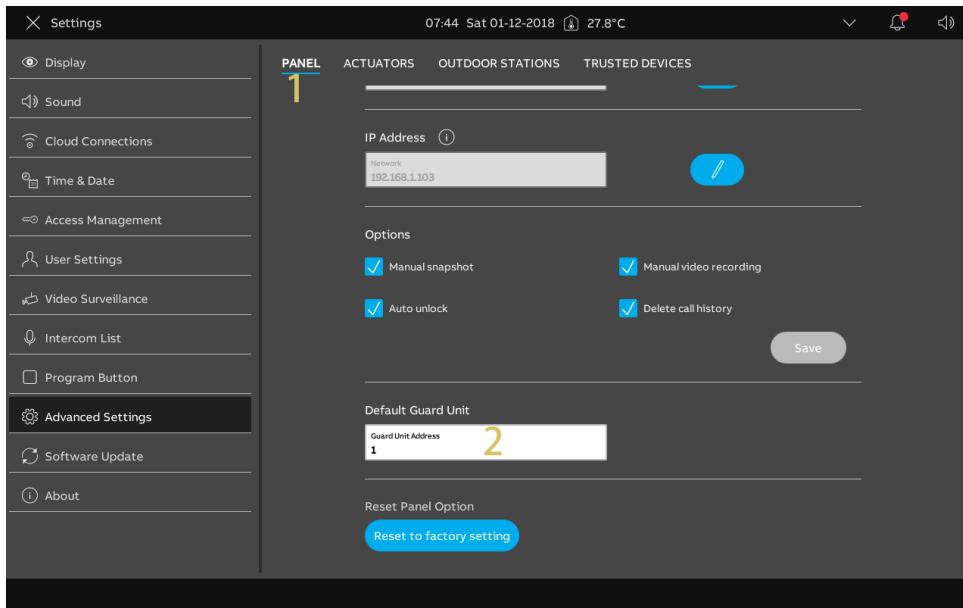 Settings
07:44 Sat 01-12-2018 27.8°C
Display
Sound
Cloud Connections
Time & Date
Access Management
User Settings
Video Surveillance
Intercom List
Program Button
Advanced Settings
Software Update
About
PANEL ACTUATORS OUTDOOR STATIONS TRUSTED DEVICES
1
IP Address
Network
192.168.1.103
Options
Manual snapshot Manual video recording
Auto unlock Delete call history
Save
Default Guard Unit
Guard Unit Address
1
2
Reset Panel Option
Reset to factory setting